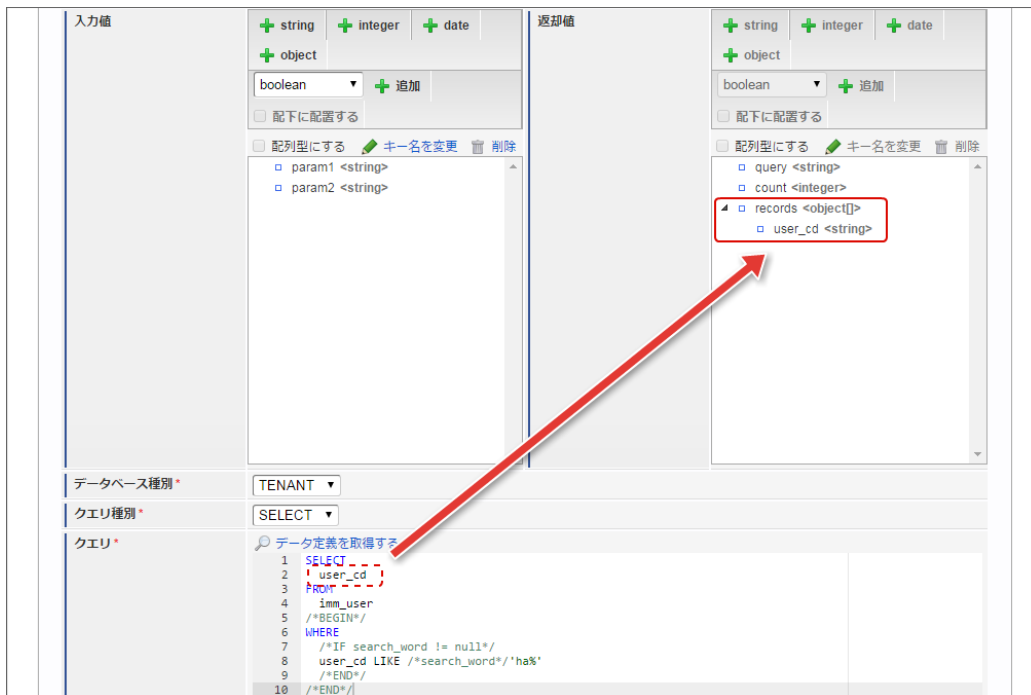 入力値
string integer date
object
boolean 追加
配下に配置する
配列型にする キー名を変更 削除
param1 <string>
param2 <string>
返却値
string integer date
object
boolean 追加
配下に配置する
配列型にする キー名を変更 削除
query <string>
count <integer>
records <object[]>
user_cd <string>
データベース種別*
TENANT
クエリ種別*
SELECT
クエリ*
データ定義を取得する
1 SELECT
2 user_cd
3 FROM
4 imm_user
5 /*BEGIN*/
6 WHERE
7 /*IF search_word != null*/
8 user_cd LIKE /*search_word*/'ha%'
9 /*END*/
10 /*END*/